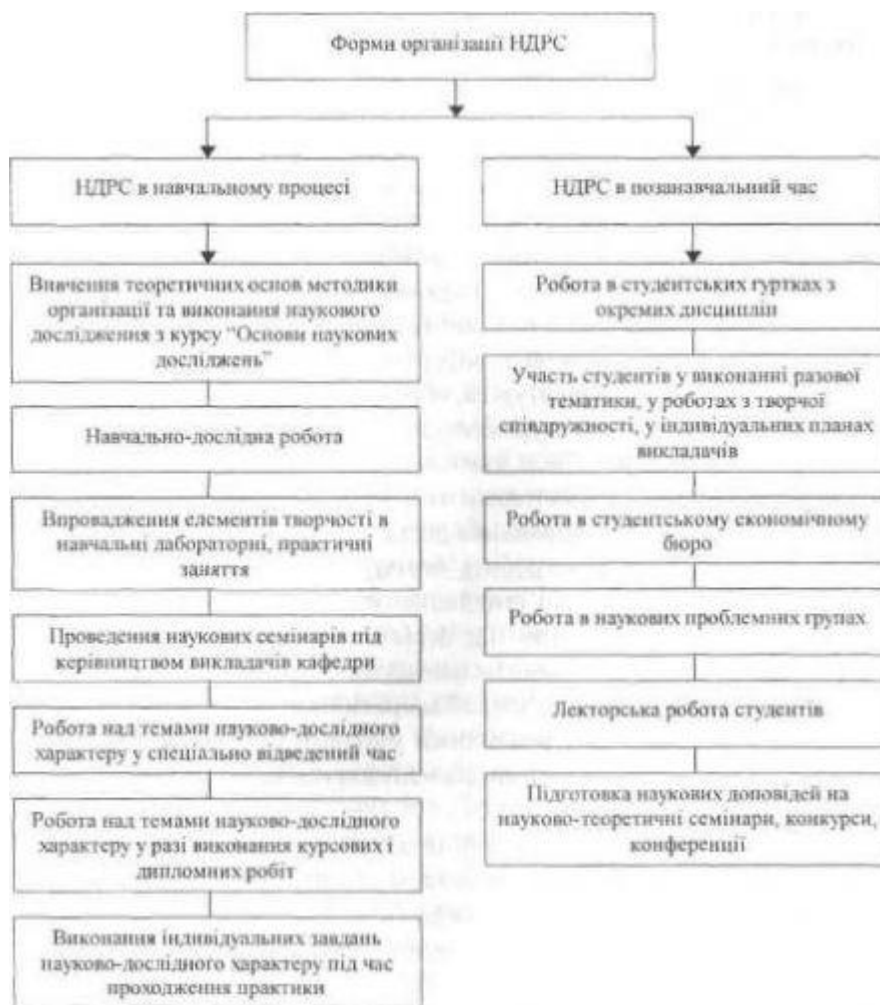 Форми організації НДРС
НДРС в навчальному процесі
Вивчення теоретичних основ методики
організації та виконання наукового
дослідження з курсу “Основи наукових
досліджень”
Навчально-дослідна робота
Впровадження елементів творчості в
навчальні лабораторні, практичні
заняття
Проведення наукових семінарів під
керівництвом викладачів кафедри
Робота над темами науково-дослідного
характеру у спеціально відведений час
Робота над темами науково-дослідного
характеру у разі виконання курсових і
дипломних робіт
Виконання індивідуальних завдань
науково-дослідного характеру під час
проходження практики
НДРС в позанавчальний час
Робота в студентських гуртках з
окремих дисциплін
Участь студентів у виконанні разової
тематики, у роботах з творчої
співдружності, у індивідуальних планах
викладачів
Робота в студентському економічному
бюро
Робота в наукових проблемних групах
Лекторська робота студентів
Підготовка наукових доповідей на
науково-теоретичні семінари, конкурси,
конференції